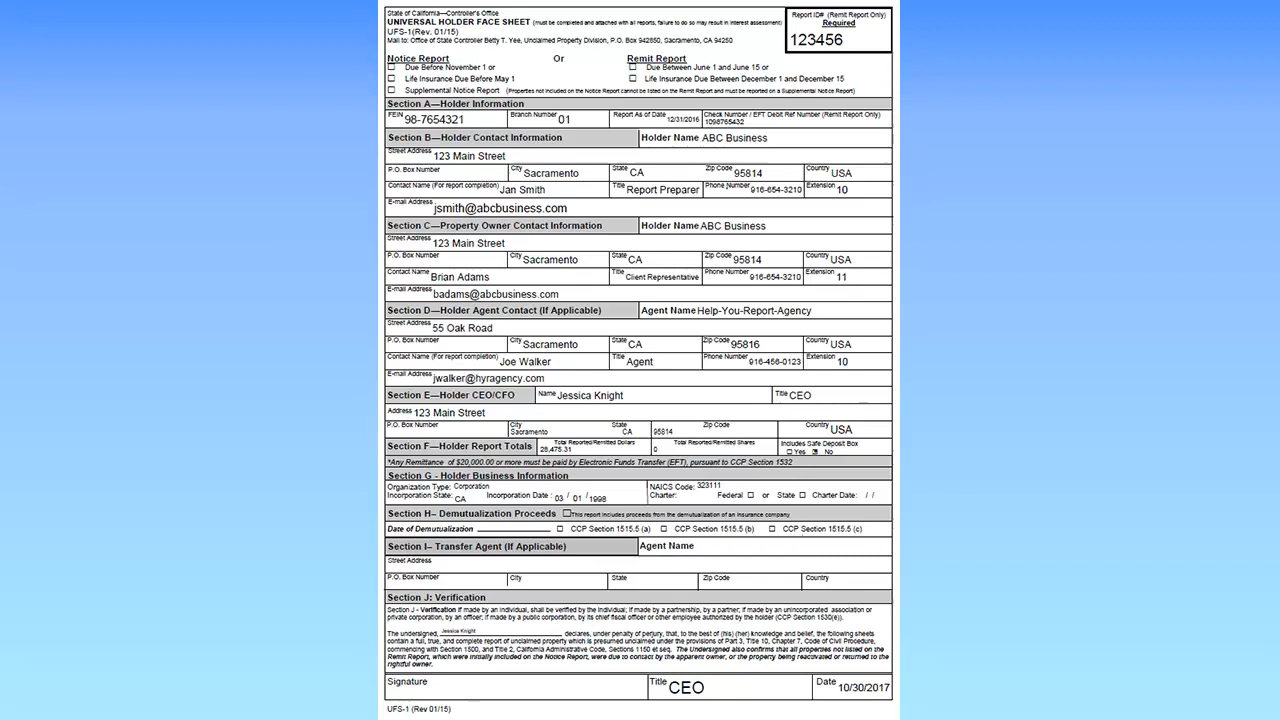 State of California—Controller's Office
UNIVERSAL HOLDER FACE SHEET (must be completed and attached with all reports, failure to do so may result in interest assessment)
UFS-1(Rev. 01/15)
Mail to: Office of State Controller Betty T. Yee, Unclaimed Property Division, P.O. Box 942850, Sacramento, CA 94250
Report ID# (Remit Report Only)
Required
123456
Notice Report Or Remit Report
☐ Due Before November 1 or ☐ Due Between June 1 and June 15 or
☐ Life Insurance Due Before May 1 ☐ Life Insurance Due Between December 1 and December 15
☐ Supplemental Notice Report (Properties not included on the Notice Report cannot be listed on the Remit Report and must be reported on a Supplemental Notice Report)
Section A—Holder Information
FEIN 98-7654321 Branch Number 01 Report As of Date 12/31/2016 Check Number / EFT Debit Ref Number (Remit Report Only) 1098765432
Section B—Holder Contact Information Holder Name ABC Business
Street Address 123 Main Street
P.O. Box Number City Sacramento State CA Zip Code 95814 Country USA
Contact Name (For report completion) Jan Smith Title Report Preparer Phone Number 916-654-3210 Extension 10
E-mail Address jsmith@abcbusiness.com
Section C—Property Owner Contact Information Holder Name ABC Business
Street Address 123 Main Street
P.O. Box Number City Sacramento State CA Zip Code 95814 Country USA
Contact Name Brian Adams Title Client Representative Phone Number 916-654-3210 Extension 11
E-mail Address badams@abcbusiness.com
Section D—Holder Agent Contact (If Applicable) Agent Name Help-You-Report-Agency
Street Address 55 Oak Road
P.O. Box Number City Sacramento State CA Zip Code 95816 Country USA
Contact Name (For report completion) Joe Walker Title Agent Phone Number 916-456-0123 Extension 10
E-mail Address jwalker@hyragency.com
Section E—Holder CEO/CFO Name Jessica Knight Title CEO
Address 123 Main Street
P.O. Box Number City Sacramento State CA Zip Code 95814 Country USA
Section F—Holder Report Totals Total Reported/Remitted Dollars 28,475.31 Total Reported/Remitted Shares 0 Includes Safe Deposit Box ☐ Yes ☒ No
*Any Remittance of $20,000.00 or more must be paid by Electronic Funds Transfer (EFT), pursuant to CCP Section 1532
Section G - Holder Business Information
Organization Type: Corporation NAICS Code: 323111
Incorporation State: CA Incorporation Date : 03 / 01 / 1998 Charter: Federal ☐ or State ☐ Charter Date: / /
Section H– Demutualization Proceeds ☐ This report includes proceeds from the demutualization of an insurance company
Date of Demutualization ☐ CCP Section 1515.5 (a) ☐ CCP Section 1515.5 (b) ☐ CCP Section 1515.5 (c)
Section I– Transfer Agent (If Applicable) Agent Name
Street Address
P.O. Box Number City State Zip Code Country
Section J: Verification
Section J - Verification if made by an individual, shall be verified by the individual; if made by a partnership, by a partner; if made by an unincorporated association or
private corporation, by an officer; if made by a public corporation, by its chief fiscal officer or other employee authorized by the holder (CCP Section 1530(e)).
The undersigned, Jessica Knight declares, under penalty of perjury, that, to the best of (his) (her) knowledge and belief, the following sheets
contain a full, true, and complete report of unclaimed property which is presumed unclaimed under the provisions of Part 3, Title 10, Chapter 7, Code of Civil Procedure,
commencing with Section 1500, and Title 2, California Administrative Code, Sections 1150 et seq. The Undersigned also confirms that all properties not listed on the
Remit Report, which were initially included on the Notice Report, were due to contact by the apparent owner, or the property being reactivated or returned to the
rightful owner.
Signature Title CEO Date 10/30/2017
UFS-1 (Rev 01/15)